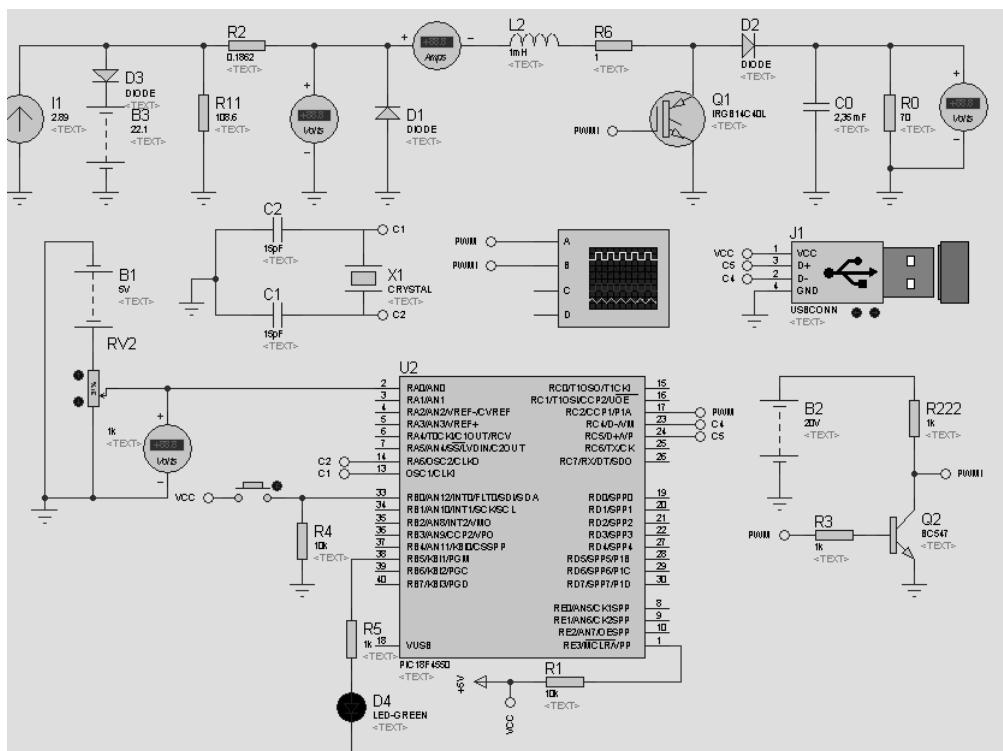 R2
0.1862
<TEXT>
+88.8
Amps
L2
1mH
<TEXT>
R6
1
<TEXT>
D2
DIODE
<TEXT>
I1
2.89
<TEXT>
D3
DIODE
<TEXT>
B3
22.1
<TEXT>
R11
108.6
<TEXT>
+88.8
Volts
D1
DIODE
<TEXT>
PWM1
Q1
IRGB14C40L
<TEXT>
C0
2,35mF
<TEXT>
R0
70
<TEXT>
+88.8
Volts
B1
5V
<TEXT>
C2
15pF
<TEXT>
C1
X1
CRYSTAL
<TEXT>
C1
15pF
<TEXT>
C2
PWM
PWM1
A
B
C
D
J1
VCC
C5
C4
1
3
2
4
VCC
D+
D-
GND
USBCONN
<TEXT>
RV2
1k
+88.8
Volts
U2
2
3
4
5
6
7
14
13
RA0/AN0
RA1/AN1
RA2/AN2/VREF-/CVREF
RA3/AN3/VREF+
RA4/T0CKI/C1OUT/RCV
RA5/AN4/SS/LVDIN/C2OUT
RA6/OSC2/CLKO
OSC1/CLKI
C2
C1
33
34
35
36
37
38
39
40
RB0/AN12/INT0/FLT0/SDI/SDA
RB1/AN10/INT1/SCK/SCL
RB2/AN8/INT2/VMO
RB3/AN9/CCP2/VPO
RB4/AN11/KBI0/CSSPP
RB5/KBI1/PGM
RB6/KBI2/PGC
RB7/KBI3/PGD
18
VUSB
RC0/T1OSO/T1CKI
RC1/T1OSI/CCP2/UOE
RC2/CCP1/P1A
RC4/D-/VM
RC5/D+/VP
RC6/TX/CK
RC7/RX/DT/SDO
15
16
17
23
24
25
26
PWM
C4
C5
RD0/SPP0
RD1/SPP1
RD2/SPP2
RD3/SPP3
RD4/SPP4
RD5/SPP5/P1B
RD6/SPP6/P1C
RD7/SPP7/P1D
19
20
21
22
27
28
29
30
RE0/AN5/CK1SPP
RE1/AN6/CK2SPP
RE2/AN7/OESPP
RE3/MCLR/VPP
8
9
10
1
PIC18F4550
<TEXT>
VCC
R4
10k
<TEXT>
R5
1k
<TEXT>
D4
LED-GREEN
<TEXT>
+5V
VCC
R1
10k
<TEXT>
B2
20V
<TEXT>
R222
1k
<TEXT>
PWM1
PWM
R3
1k
<TEXT>
Q2
BC547
<TEXT>